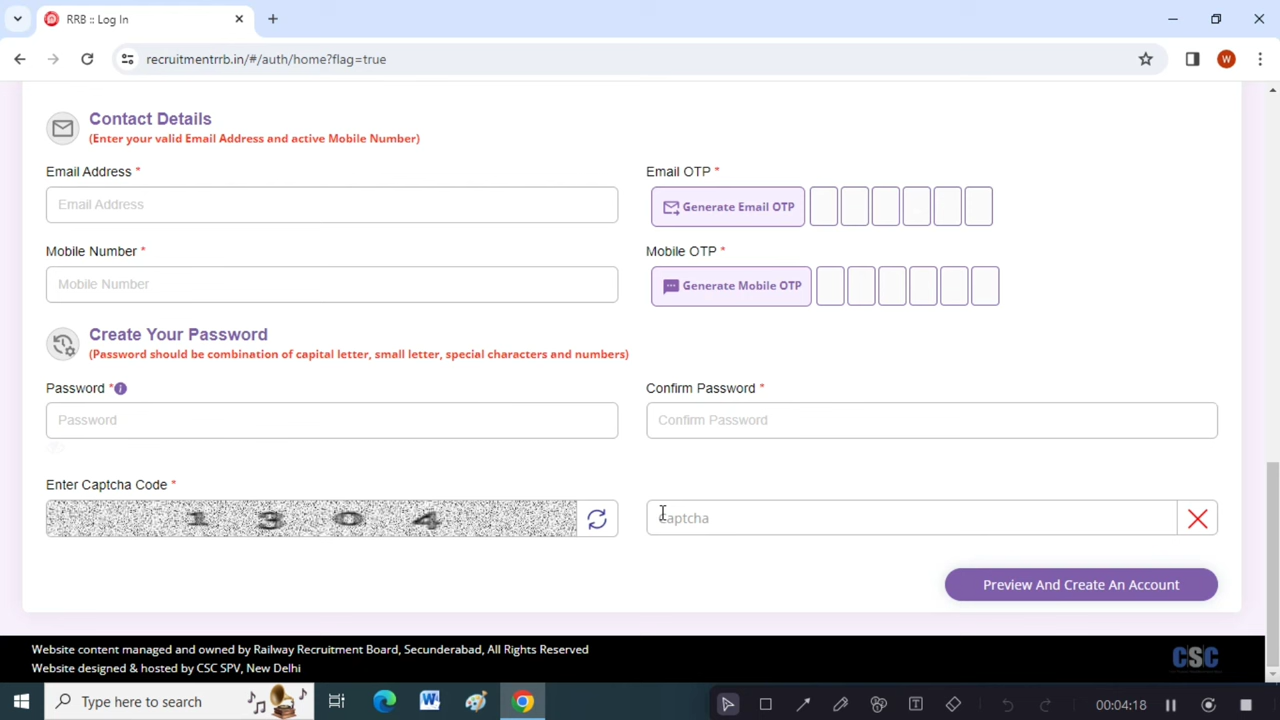 RRB :: Log In
recruitmentrrb.in/#/auth/home?flag=true
W
Contact Details
(Enter your valid Email Address and active Mobile Number)
Email Address *
Email OTP *
Email Address
Generate Email OTP
Mobile Number *
Mobile OTP *
Mobile Number
Generate Mobile OTP
Create Your Password
(Password should be combination of capital letter, small letter, special characters and numbers)
Password * i
Confirm Password *
Password
Confirm Password
Enter Captcha Code *
1 3 0 4
Captcha
Preview And Create An Account
Website content managed and owned by Railway Recruitment Board, Secunderabad, All Rights Reserved
Website designed & hosted by CSC SPV, New Delhi
CSC
Type here to search
W
T
00:04:18